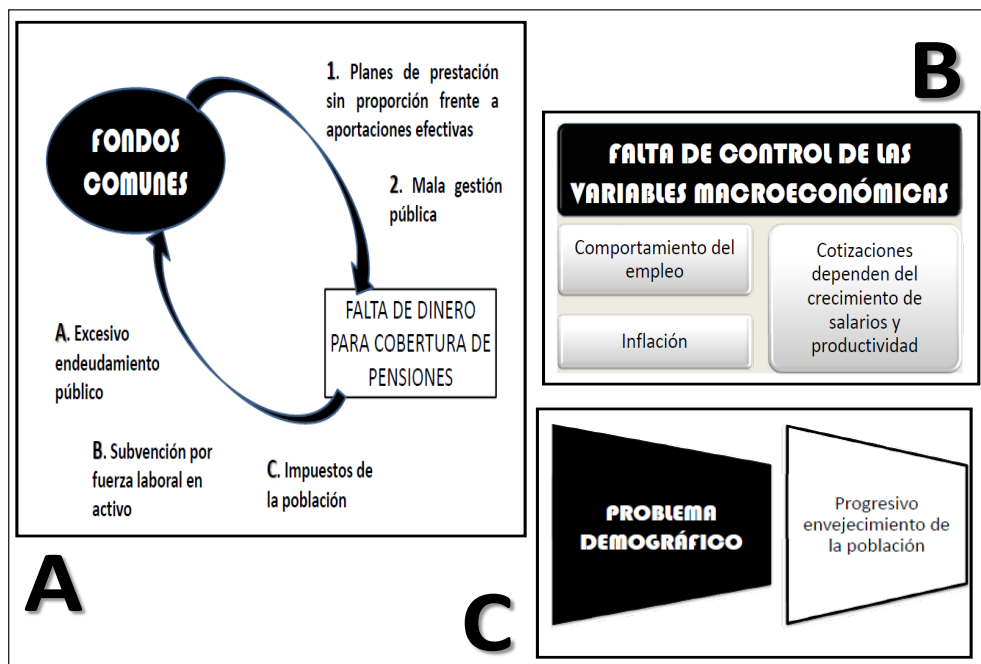 FONDOS
COMUNES
1. Planes de prestación
sin proporción frente a
aportaciones efectivas
2. Mala gestión
pública
FALTA DE DINERO
PARA COBERTURA DE
PENSIONES
A. Excesivo
endeudamiento
público
B. Subvención por
fuerza laboral en
activo
C. Impuestos de
la población
A
B
FALTA DE CONTROL DE LAS
VARIABLES MACROECONÓMICAS
Comportamiento del
empleo
Inflación
Cotizaciones
dependen del
crecimiento de
salarios y
productividad
PROBLEMA
DEMOGRÁFICO
Progresivo
envejecimiento de
la población
C